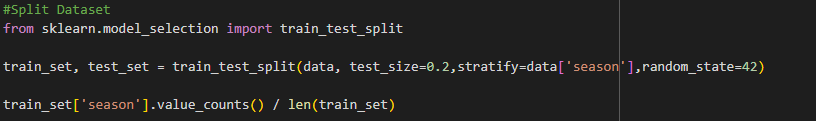 #Split Dataset
from sklearn.model_selection import train_test_split
train_set, test_set = train_test_split(data, test_size=0.2,stratify=data['season'],random_state=42)
train_set['season'].value_counts() / len(train_set)